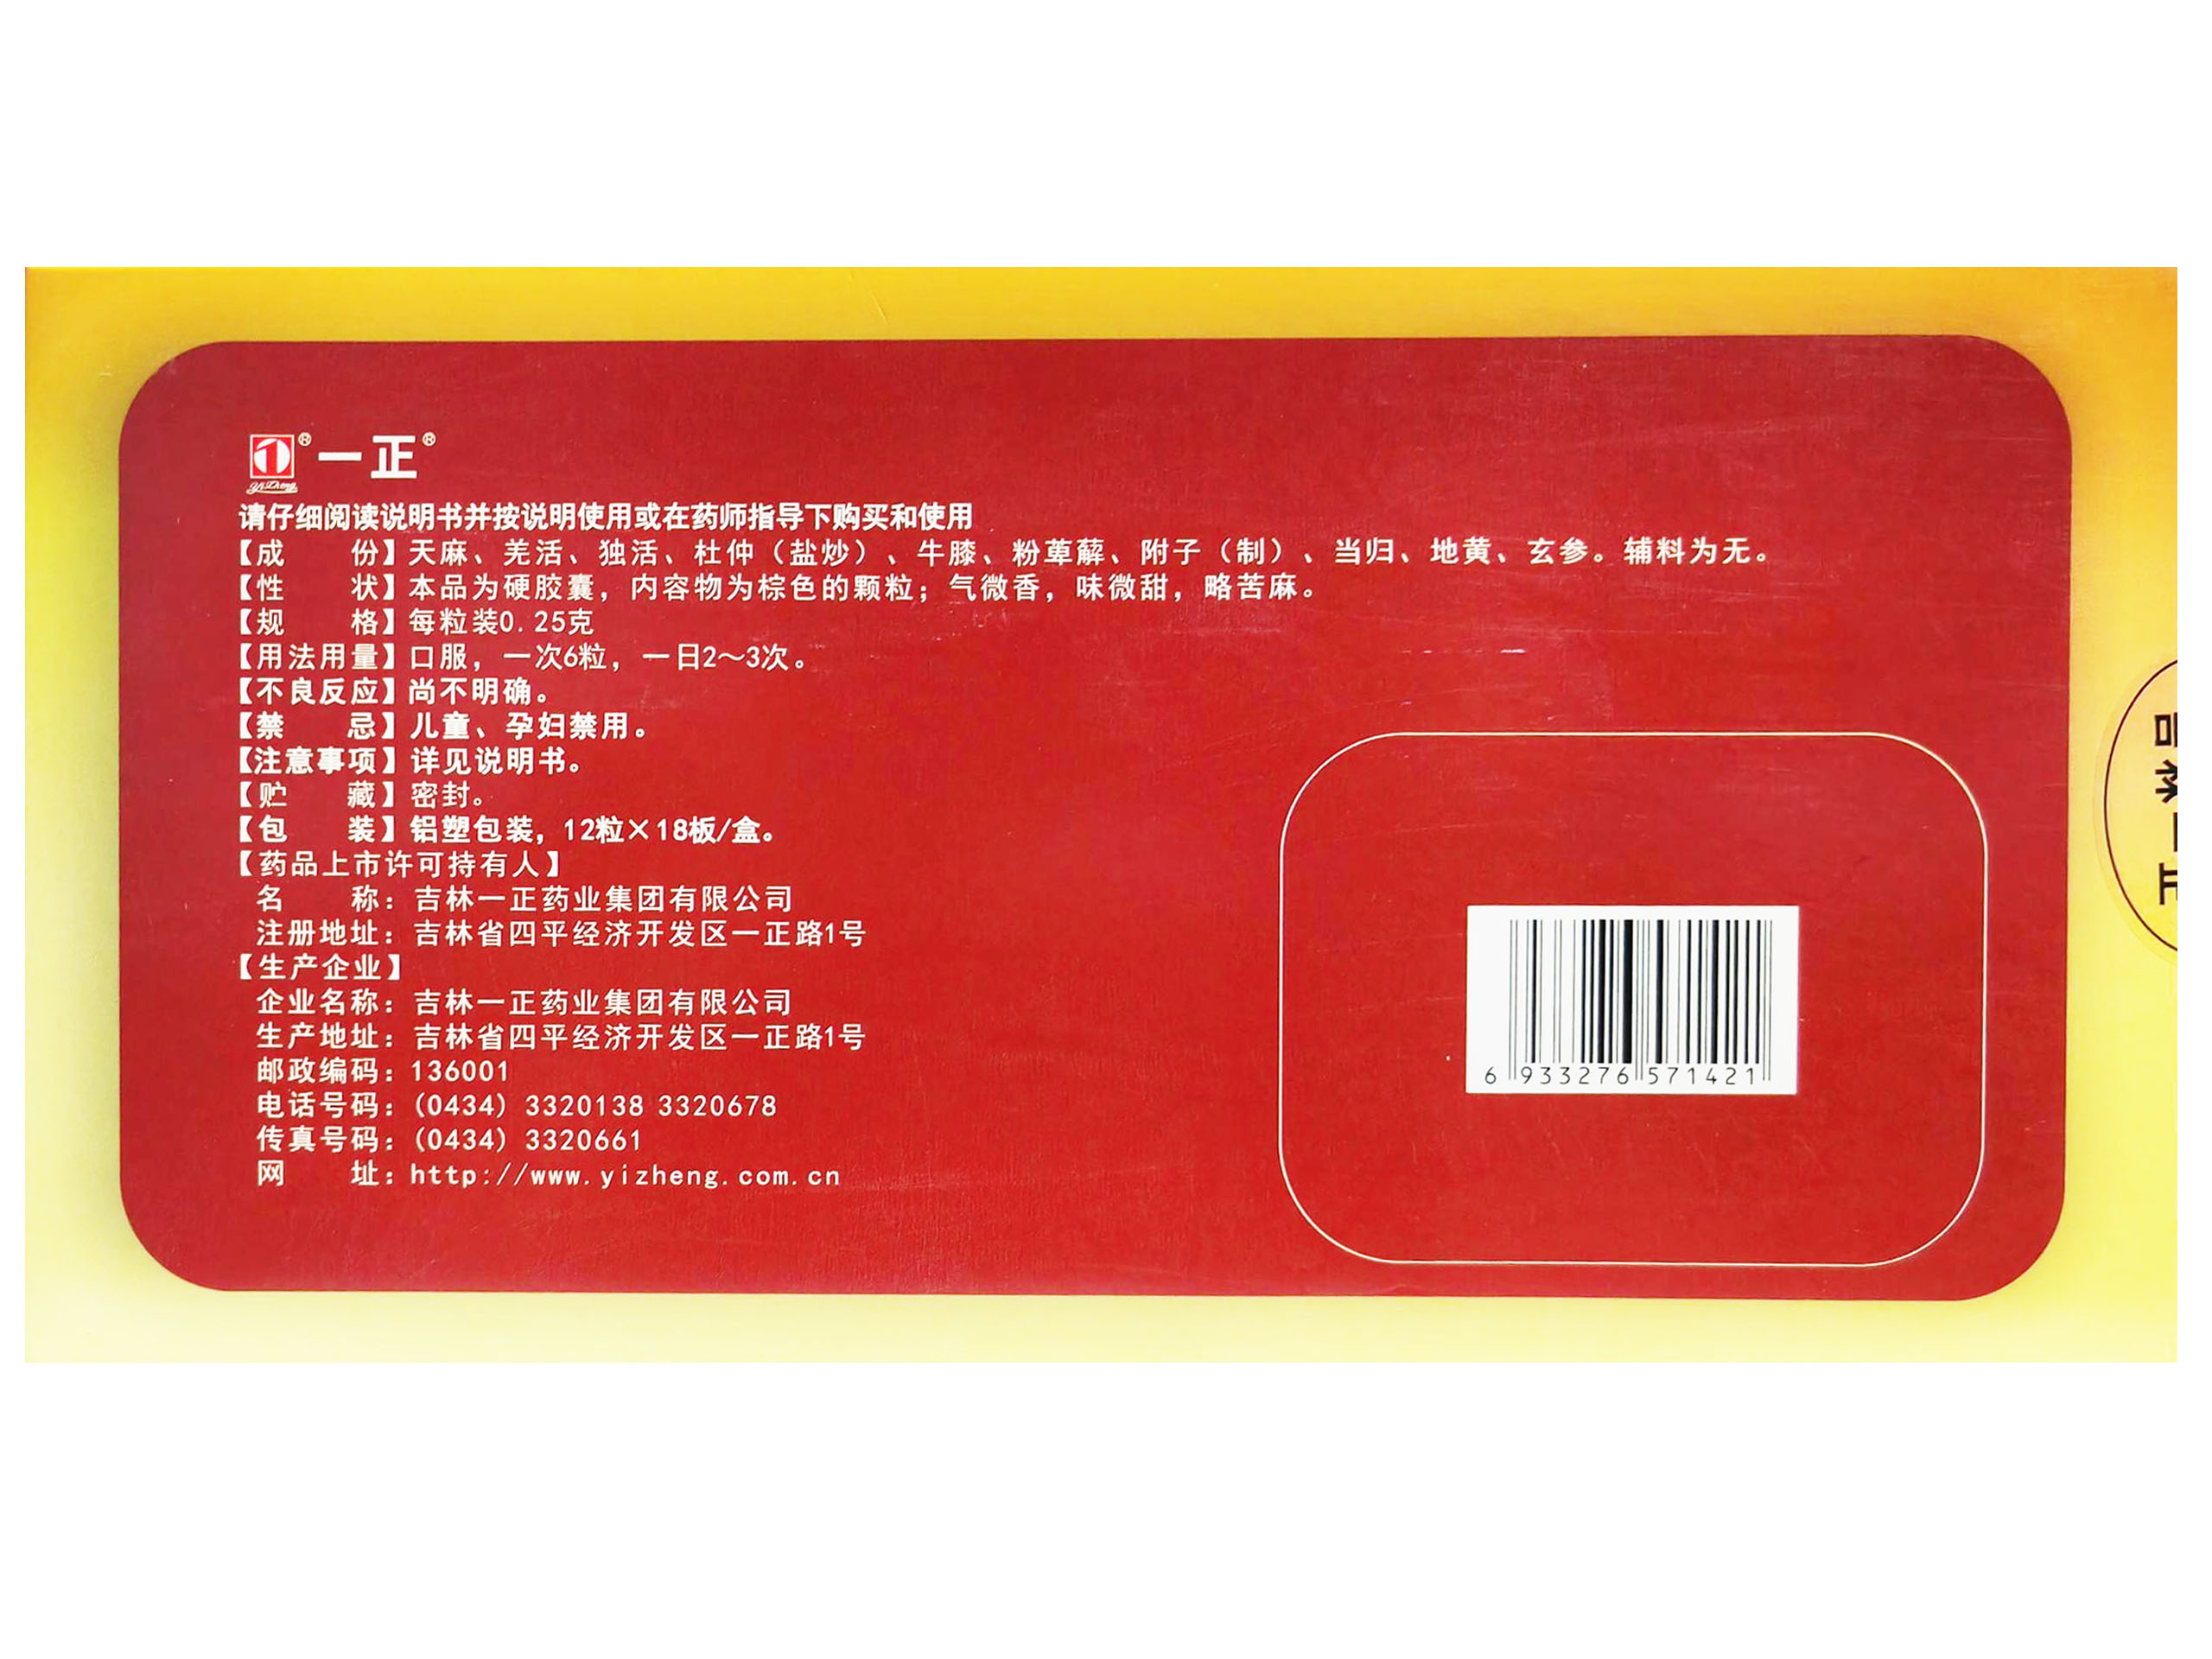 ®一正®
YiZheng
请仔细阅读说明书并按说明使用或在药师指导下购买和使用
【成　　份】天麻、羌活、独活、杜仲（盐炒）、牛膝、粉萆薢、附子（制）、当归、地黄、玄参。辅料为无。
【性　　状】本品为硬胶囊，内容物为棕色的颗粒；气微香，味微甜，略苦麻。
【规　　格】每粒装0.25克
【用法用量】口服，一次6粒，一日2～3次。
【不良反应】尚不明确。
【禁　　忌】儿童、孕妇禁用。
【注意事项】详见说明书。
【贮　　藏】密封。
【包　　装】铝塑包装，12粒×18板/盒。
【药品上市许可持有人】
名　　称：吉林一正药业集团有限公司
注册地址：吉林省四平经济开发区一正路1号
【生产企业】
企业名称：吉林一正药业集团有限公司
生产地址：吉林省四平经济开发区一正路1号
邮政编码：136001
电话号码：(0434) 3320138 3320678
传真号码：(0434) 3320661
网　　址：http://www.yizheng.com.cn
6 933276 571421